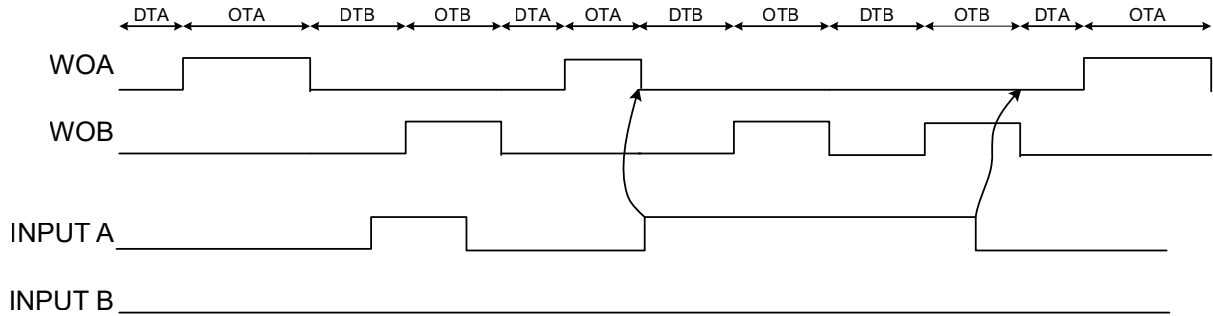 DTA OTA DTB OTB DTA OTA DTB OTB DTB OTB DTA OTA
WOA
WOB
INPUT A
INPUT B